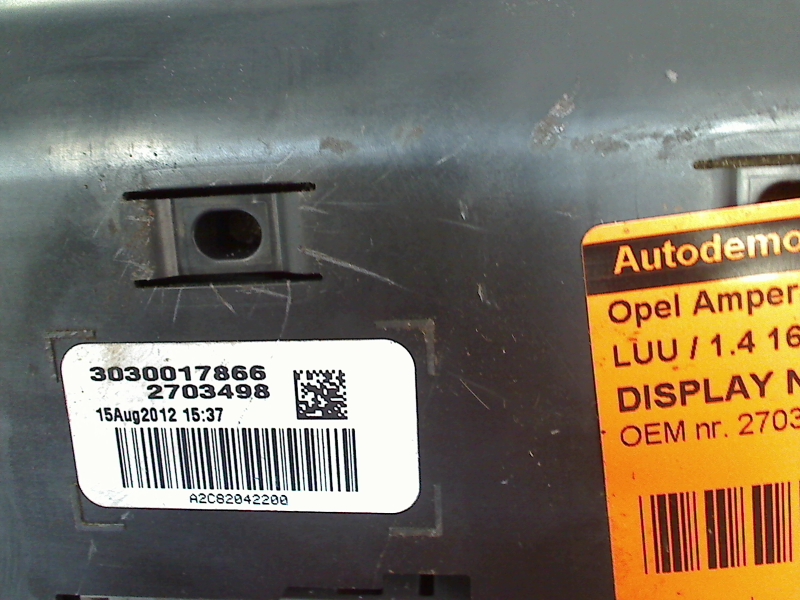 3030017866
2703498
15Aug2012 15:37
A2C82042200
Autodemo
Opel Amper
LUU / 1.4 16
DISPLAY N
OEM nr. 2703